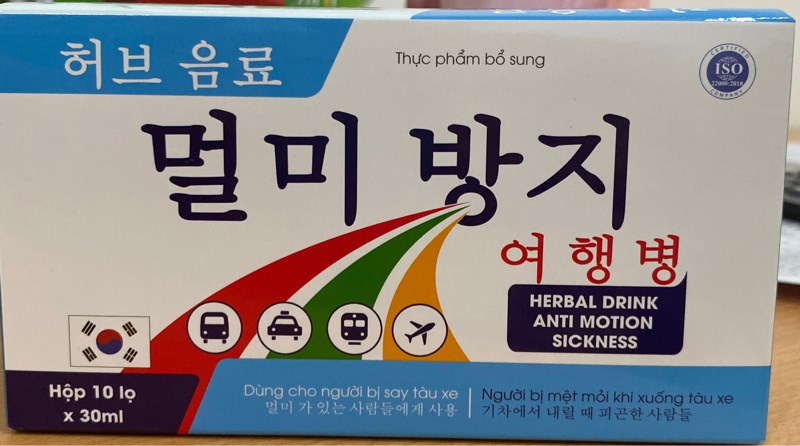 허브 음료
Thực phẩm bổ sung
CERTIFIED
ISO
22000:2018
COMPANY
멀미 방지
여행병
HERBAL DRINK
ANTI MOTION
SICKNESS
Hộp 10 lọ
x 30ml
Dùng cho người bị say tàu xe
멀미 가 있는 사람들에게 사용
Người bị mệt mỏi khi xuống tàu xe
기차에서 내릴 때 피곤한 사람들